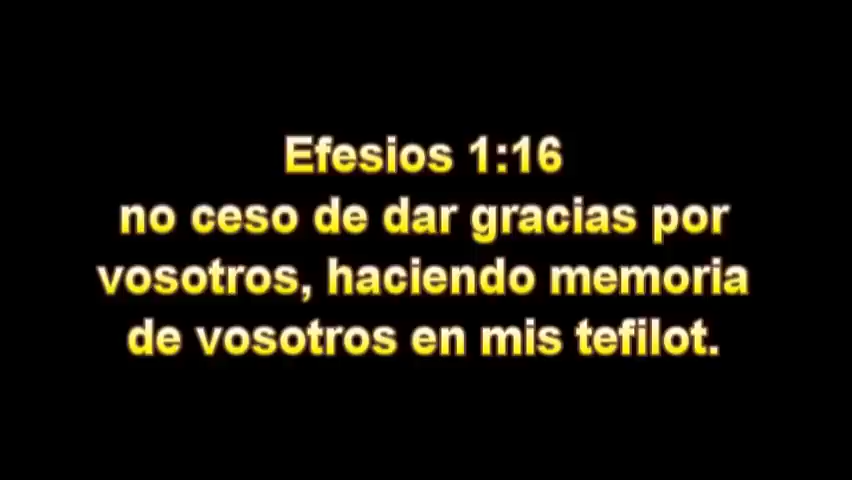 Efesios 1:16
no ceso de dar gracias por
vosotros, haciendo memoria
de vosotros en mis tefilot.